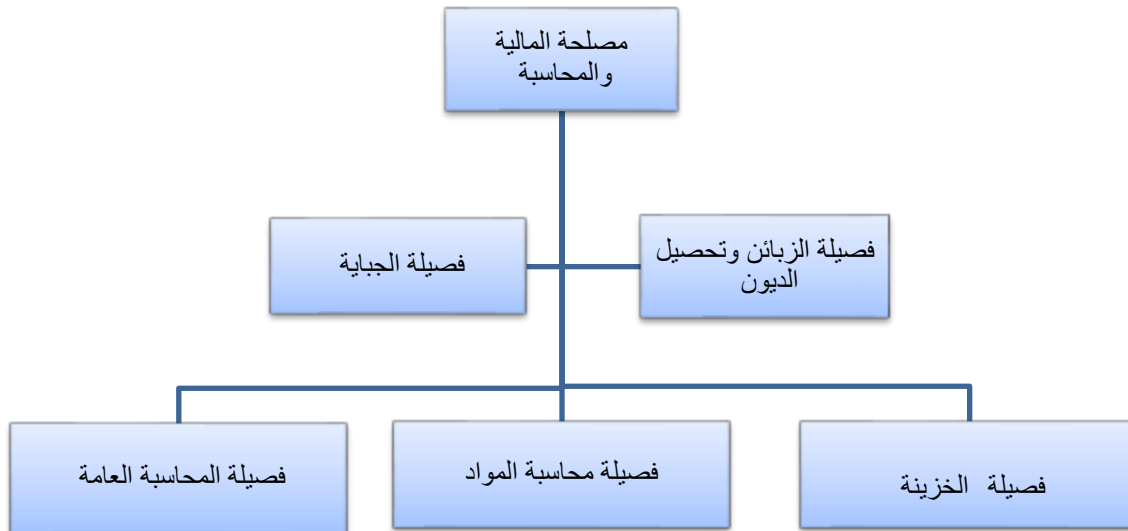 مصلحة المالية
والمحاسبة
فصيلة الزبائن وتحصيل
الديون
فصيلة الجباية
فصيلة الخزينة
فصيلة محاسبة المواد
فصيلة المحاسبة العامة